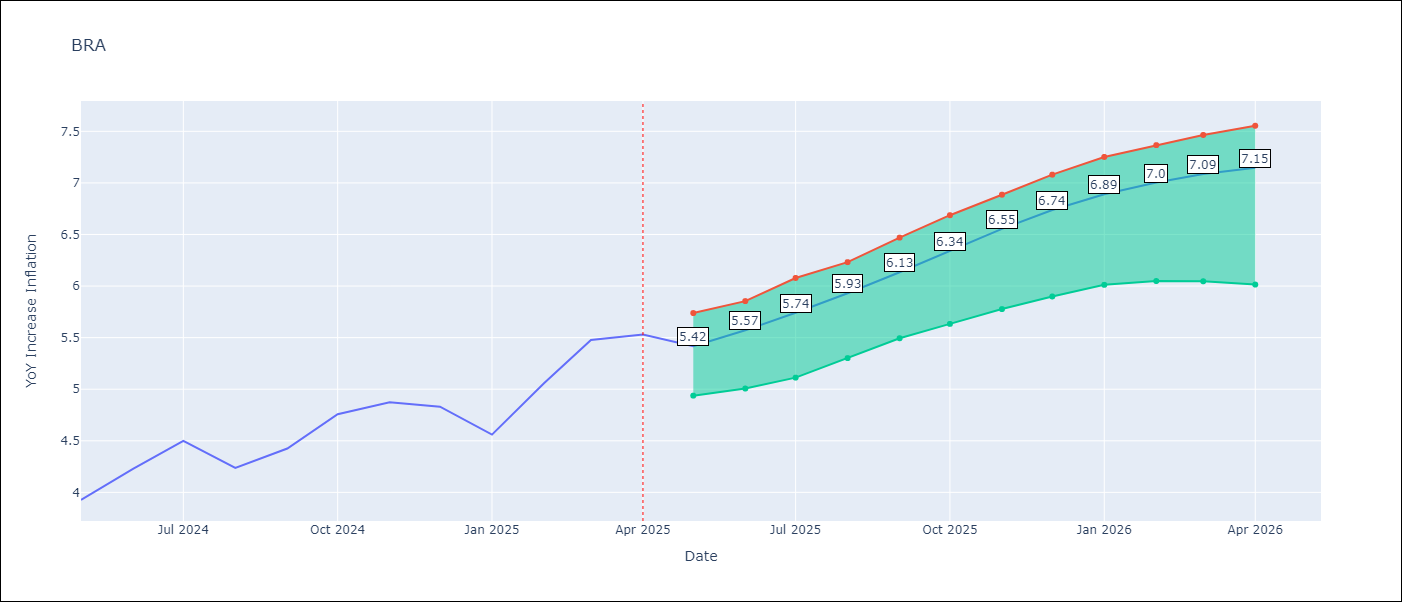 BRA
YoY Increase Inflation
7.5
7
6.5
6
5.5
5
4.5
4
5.42
5.57
5.74
5.93
6.13
6.34
6.55
6.74
6.89
7.0
7.09
7.15
Jul 2024
Oct 2024
Jan 2025
Apr 2025
Jul 2025
Oct 2025
Jan 2026
Apr 2026
Date